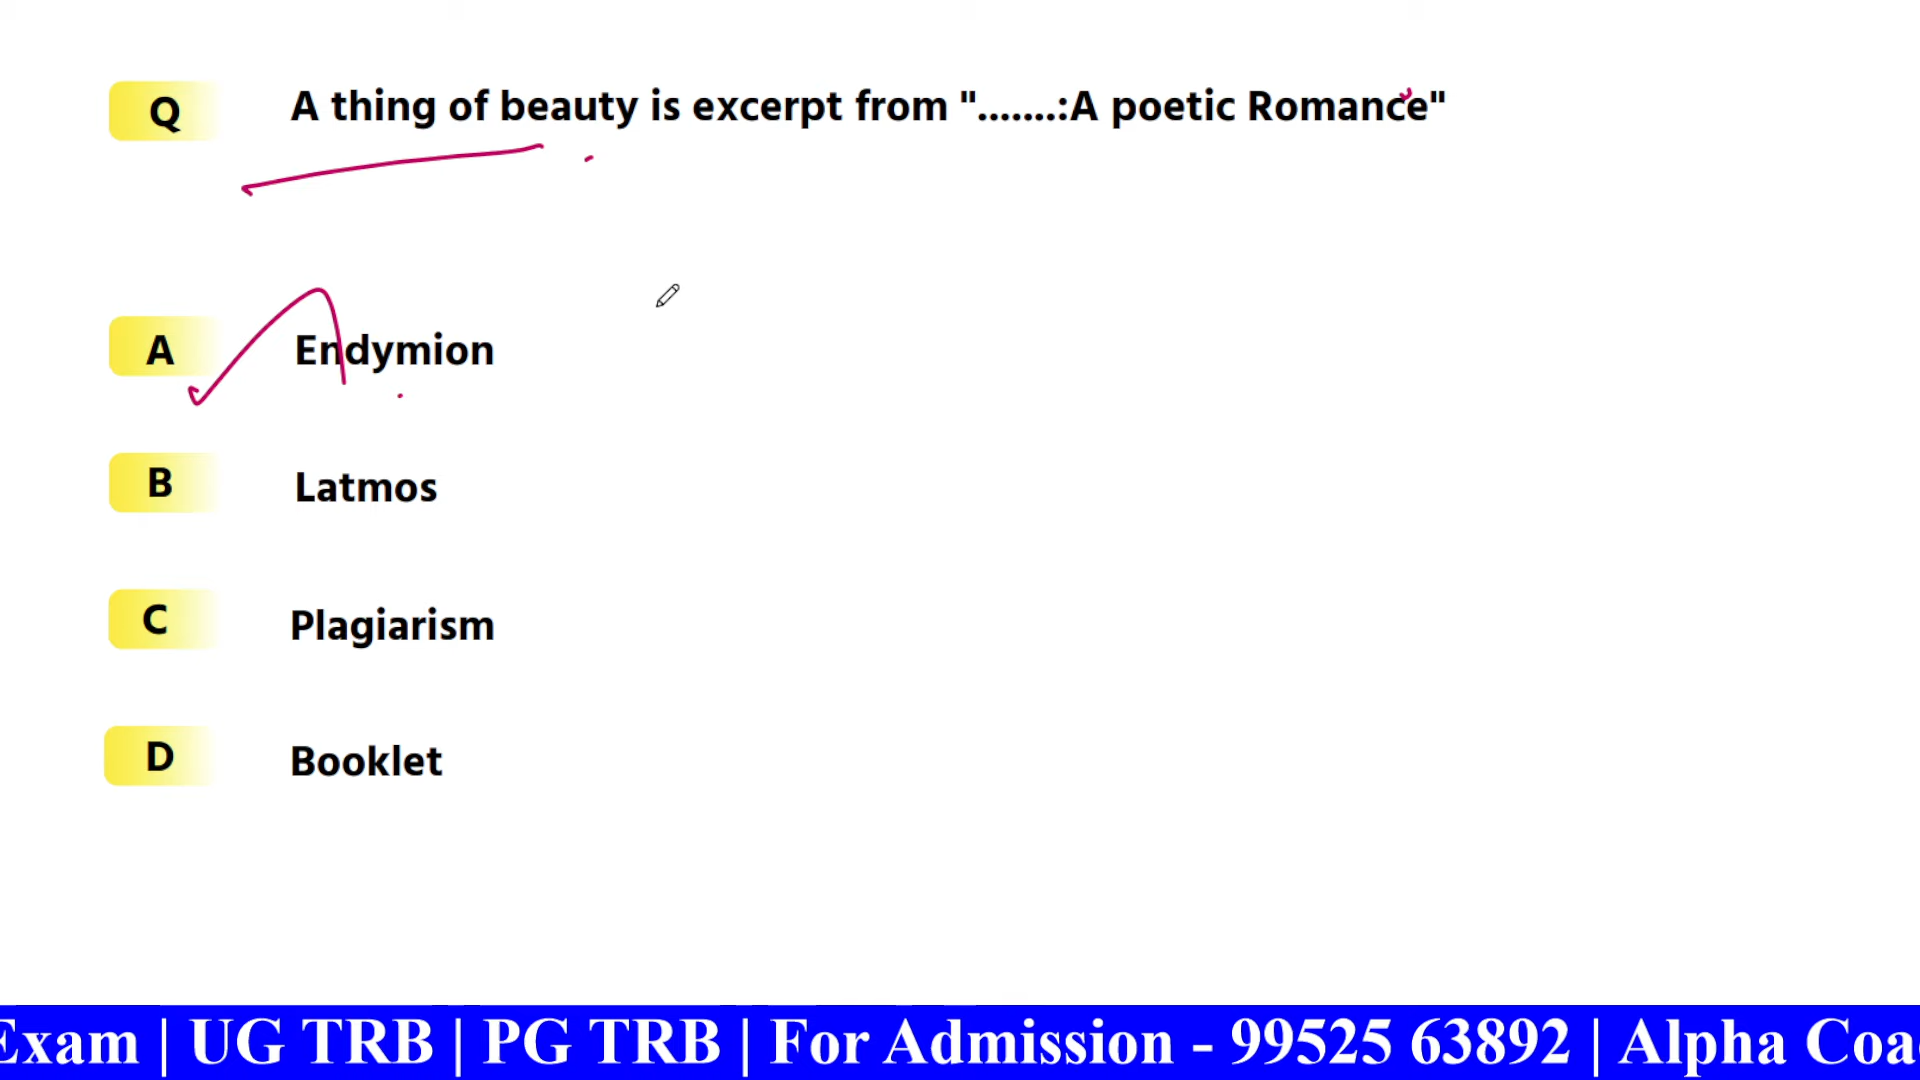 Q A thing of beauty is excerpt from ".......:A poetic Romance"
A Endymion
B Latmos
C Plagiarism
D Booklet
Exam | UG TRB | PG TRB | For Admission - 99525 63892 | Alpha Coa